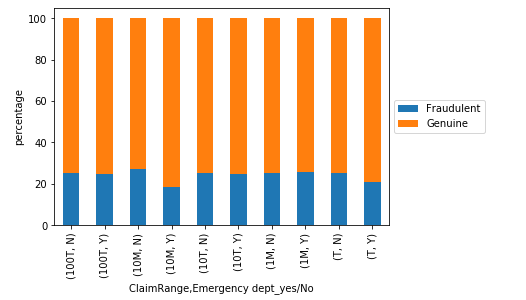 100
80
60
40
20
0
percentage
(100T, N)
(100T, Y)
(10M, N)
(10M, Y)
(10T, N)
(10T, Y)
(1M, N)
(1M, Y)
(T, N)
(T, Y)
ClaimRange,Emergency dept_yes/No
Fraudulent
Genuine